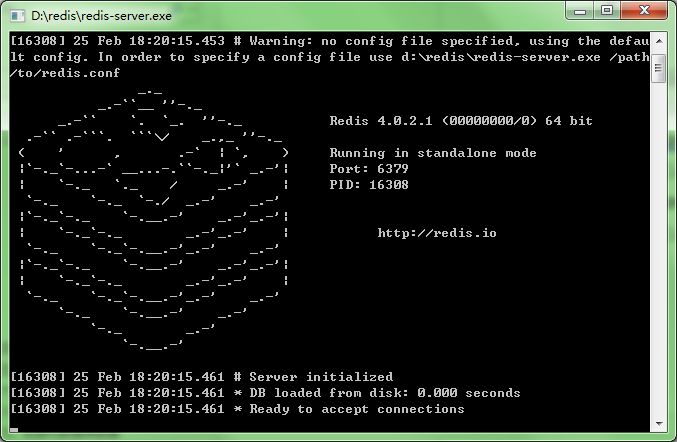 D:\redis\redis-server.exe
[16308] 25 Feb 18:20:15.453 # Warning: no config file specified, using the defau
lt config. In order to specify a config file use d:\redis\redis-server.exe /path
/to/redis.conf
Redis 4.0.2.1 (00000000/0) 64 bit
Running in standalone mode
Port: 6379
PID: 16308
http://redis.io
[16308] 25 Feb 18:20:15.461 # Server initialized
[16308] 25 Feb 18:20:15.461 * DB loaded from disk: 0.000 seconds
[16308] 25 Feb 18:20:15.461 * Ready to accept connections